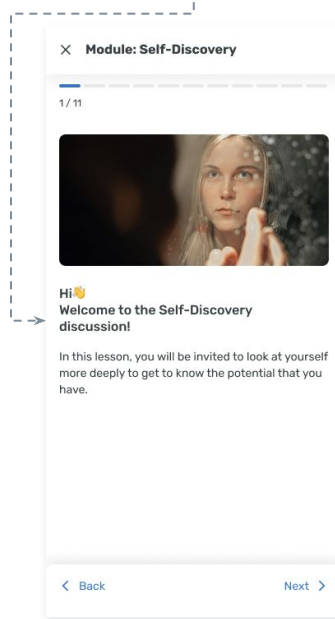 Module: Self-Discovery
1 / 11
Hi👋
Welcome to the Self-Discovery
discussion!
In this lesson, you will be invited to look at yourself
more deeply to get to know the potential that you
have.
Back
Next